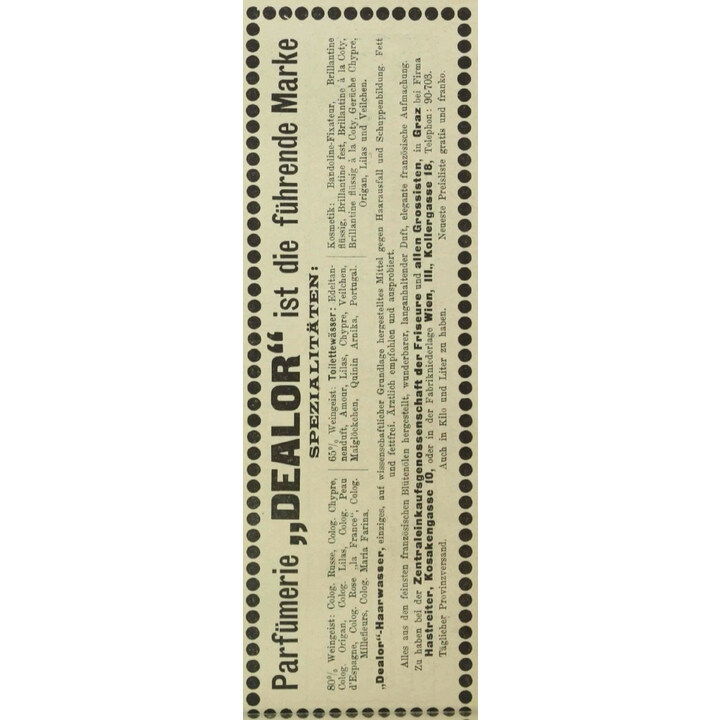 Parfümerie „DEALOR“ ist die führende Marke
SPEZIALITÄTEN:
80% Weingeist: Colog. Russe, Colog. Chypre,
Colog Origan, Colog. Lilas, Colog. Peau
d'Espagne, Colog. Rose „la France“, Colog.
Millefleurs, Colog. Maria Farina.
65% Weingeist: Toilettewässer: Edeltan-
nenduft, Amour, Lilas, Chypre, Veilchen,
Maiglöckchen, Quinin Arnika, Portugal.
Kosmetik: Bandoline-Fixateur, Brillantine
flüssig, Brillantine fest, Brillantine à la Coty,
Brillantine flüssig à la Coty, Gerüche Chypre,
Origan, Lilas und Veilchen.
„Dealor“-Haarwasser, einziges, auf wissenschaftlicher Grundlage hergestelltes Mittel gegen Haarausfall und Schuppenbildung. Fett
und fettfrei. Ärztlich empfohlen und ausprobiert.
Alles aus den feinsten französischen Blütenölen hergestellt, wunderbarer, langanhaltender Duft, elegante französische Aufmachung.
Zu haben bei der Zentraleinkaufsgenossenschaft der Friseure und allen Grossisten, in Graz bei Firma
Hastreiter, Kosakengasse 10, oder in der Fabrikniederlage Wien, III., Kollergasse 18, Telephon: 90-703.
Täglicher Provinzversand. Auch in Kilo und Liter zu haben. Neueste Preisliste gratis und franko.